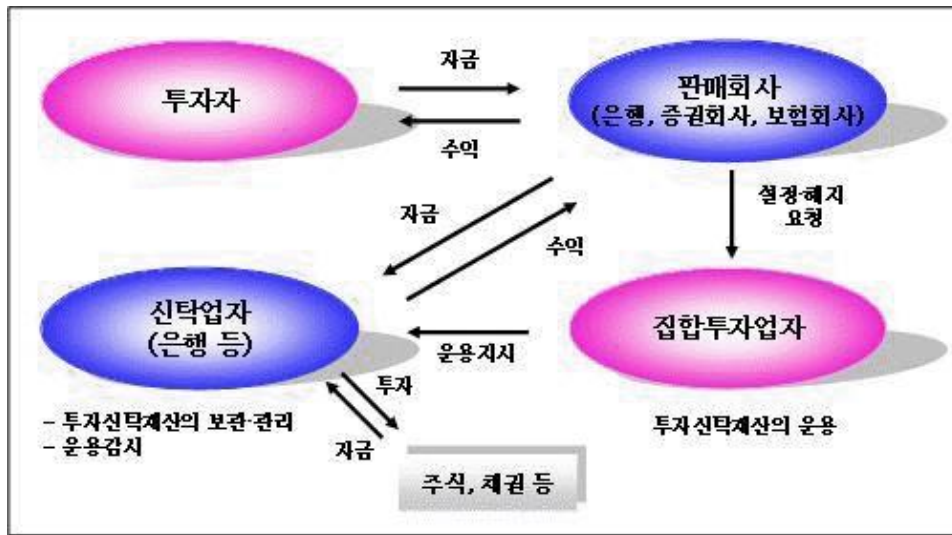 자금
투자자
판매회사
(은행, 증권회사, 보험회사)
수익
설정·해지
요청
자금
수익
신탁업자
(은행 등)
집합투자업자
운용지시
투자
- 투자신탁재산의 보관·관리
- 운용감시
자금
투자신탁재산의 운용
주식, 채권 등